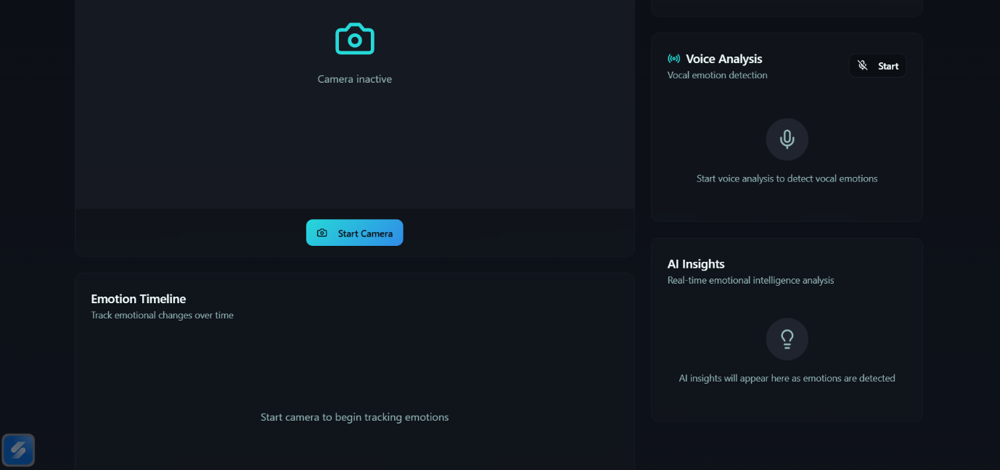 Camera inactive
Start Camera
Emotion Timeline
Track emotional changes over time
Start camera to begin tracking emotions
Voice Analysis
Vocal emotion detection
Start
Start voice analysis to detect vocal emotions
AI Insights
Real-time emotional intelligence analysis
AI insights will appear here as emotions are detected